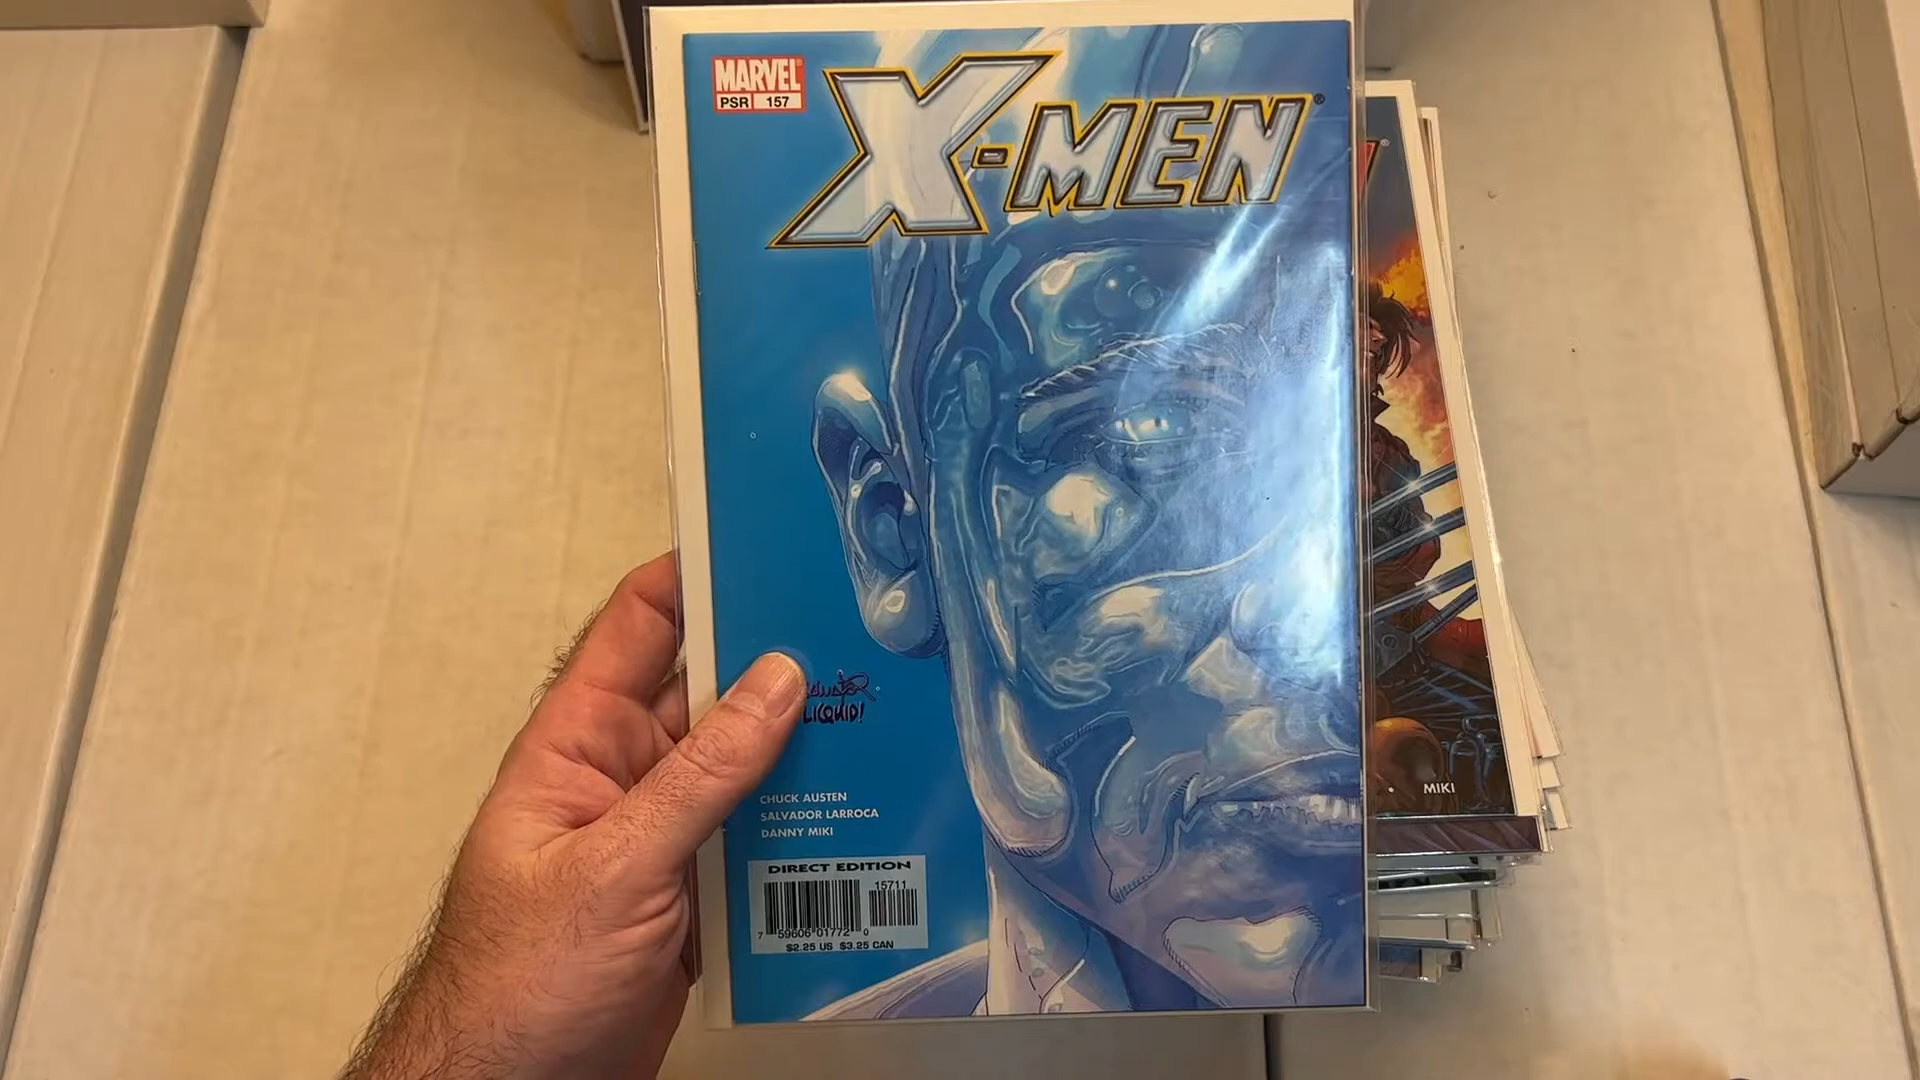 MARVEL
PSR 157
X-MEN
LIQUID!
CHUCK AUSTEN
SALVADOR LARROCA
DANNY MIKI
DIRECT EDITION
15711
7 59606 01772 0
$2.25 US $3.25 CAN
MIKI